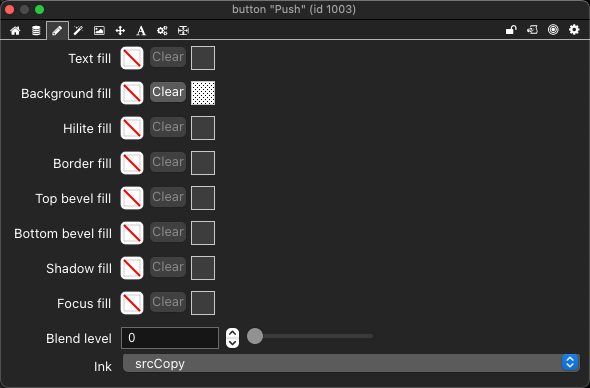 button "Push" (id 1003)
Text fill Clear
Background fill Clear
Hilite fill Clear
Border fill Clear
Top bevel fill Clear
Bottom bevel fill Clear
Shadow fill Clear
Focus fill Clear
Blend level 0
Ink srcCopy